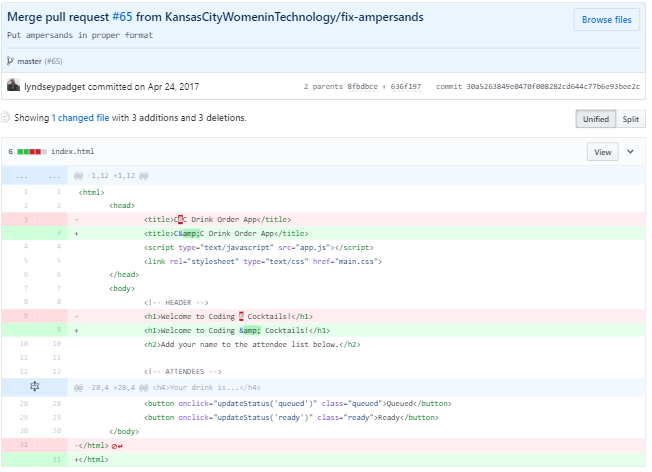 Merge pull request #65 from KansasCityWomeninTechnology/fix-ampersands
Browse files
Put ampersands in proper format
master (#65)
lyndseypadget committed on Apr 24, 2017
2 parents 8fbdbce + 636f197 commit 30a5263849e0470f008282cd644c77b6e93bee2c
Showing 1 changed file with 3 additions and 3 deletions.
Unified Split
6 index.html
View
... ... @@ -1,12 +1,12 @@
1 1 <html>
2 2 <head>
3 - <title>C&C Drink Order App</title>
3 + <title>C&amp;C Drink Order App</title>
4 4 <script type="text/javascript" src="app.js"></script>
5 5 <link rel="stylesheet" type="text/css" href="main.css">
6 6 </head>
7 7 <body>
8 8 <!-- HEADER -->
9 - <h1>Welcome to Coding & Cocktails!</h1>
9 + <h1>Welcome to Coding &amp; Cocktails!</h1>
10 10 <h2>Add your name to the attendee list below.</h2>
11 11
12 12 <!-- ATTENDEES -->
@@ -28,4 +28,4 @@ <h4>Your drink is...</h4>
28 28 <button onclick="updateStatus('queued')" class="queued">Queued</button>
29 29 <button onclick="updateStatus('ready')" class="ready">Ready</button>
30 30 </body>
31 -</html>
31 +</html>